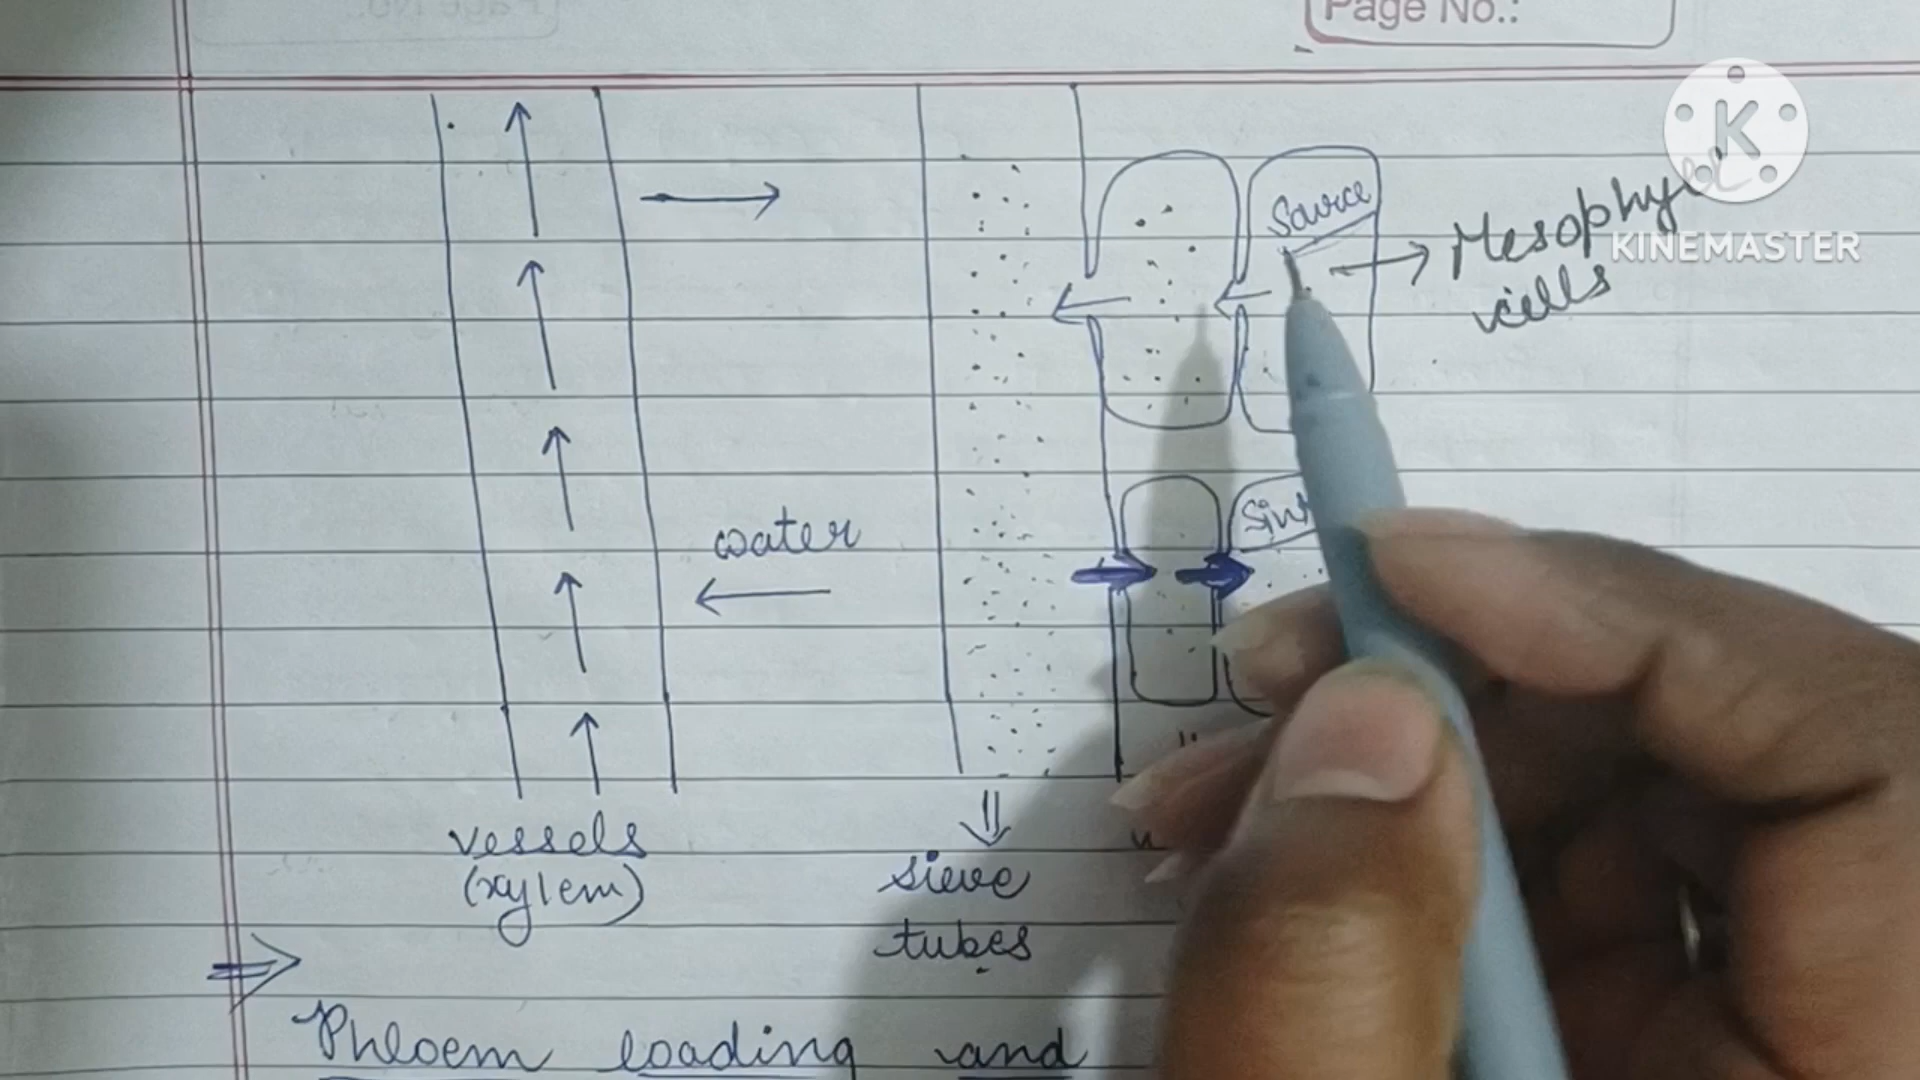 Page No.:
Source
Mesophyll
cells
K
KINEMASTER
water
vessels
(xylem)
sieve
tubes
Phloem loading and